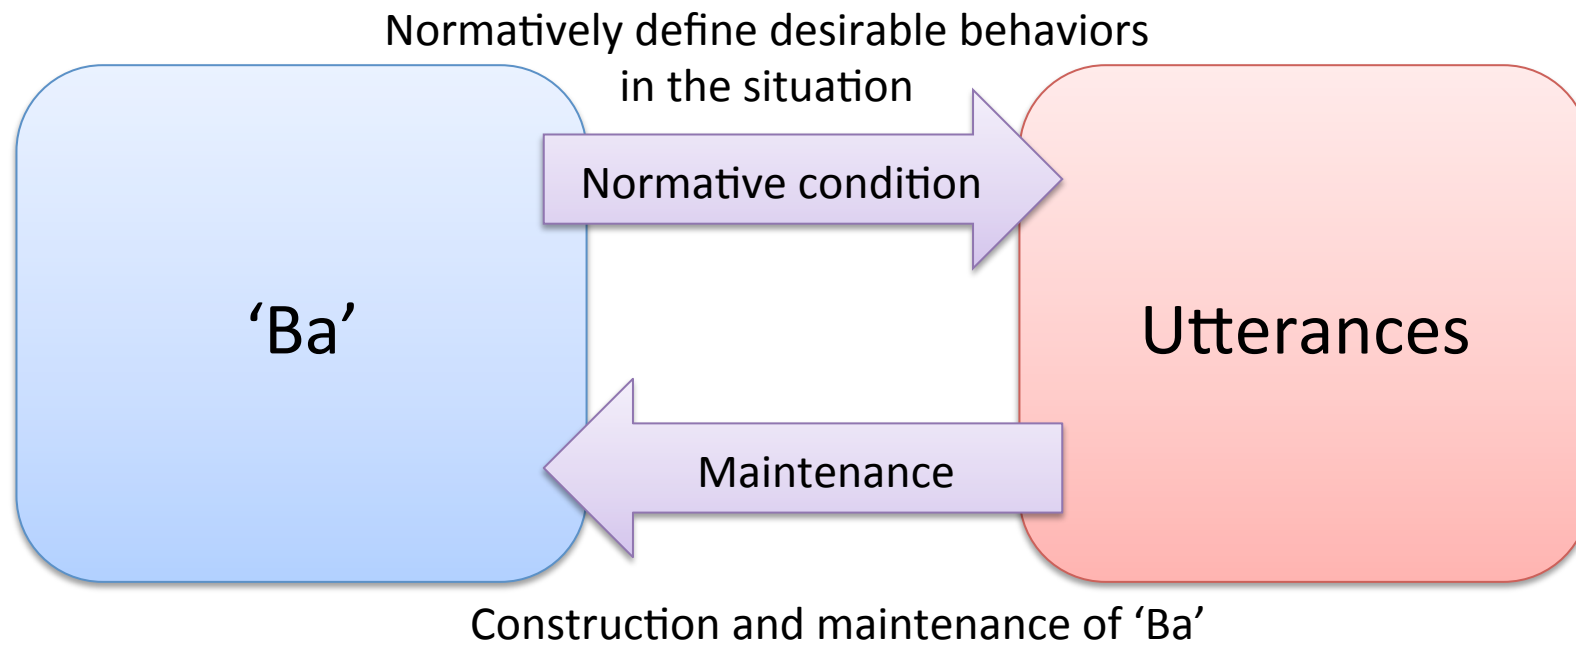 Normatively define desirable behaviors
in the situation
Normative condition
‘Ba’
Utterances
Maintenance
Construction and maintenance of ‘Ba’